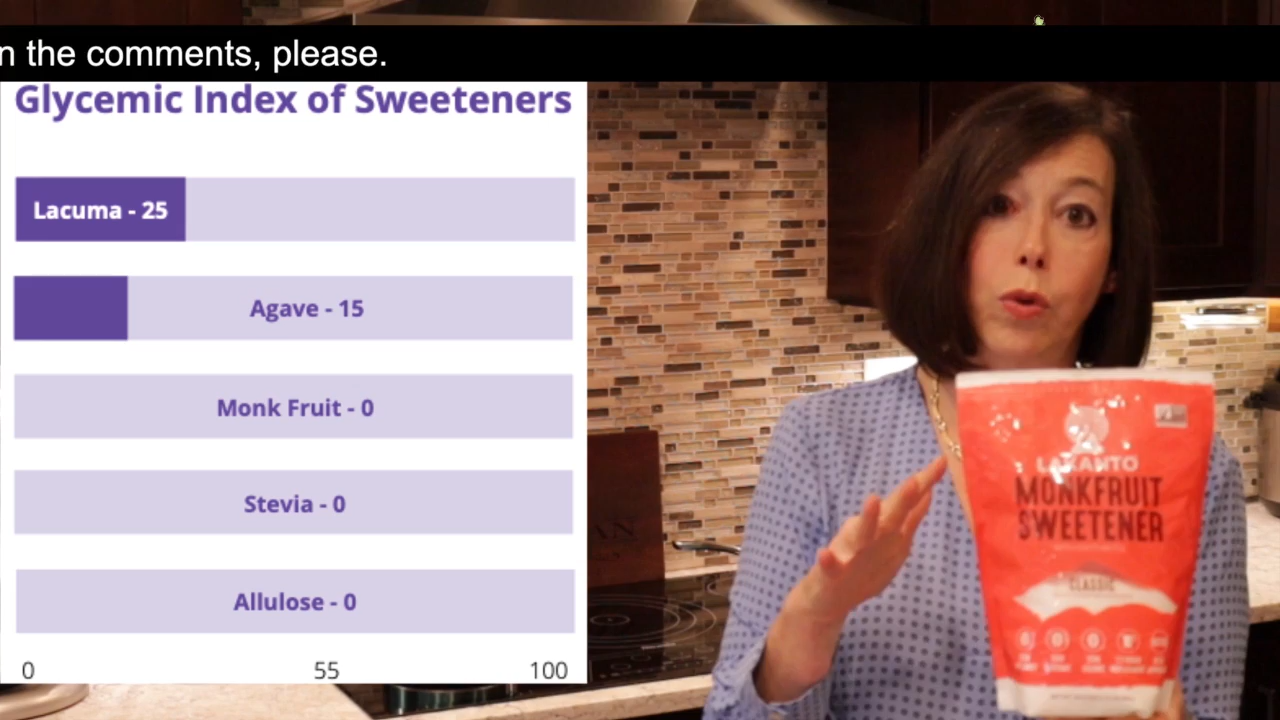 n the comments, please.
Glycemic Index of Sweeteners
Lacuma - 25
Agave - 15
Monk Fruit - 0
Stevia - 0
Allulose - 0
0 55 100
LAKANTO
MONKFRUIT
SWEETENER
CLASSIC